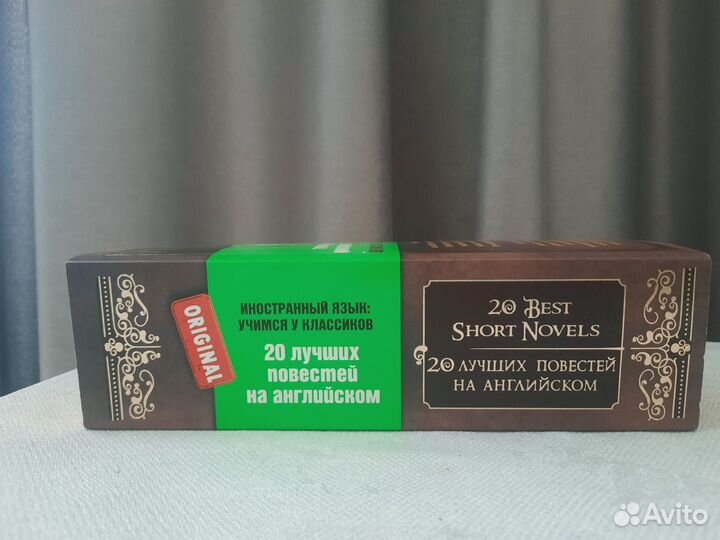 ORIGINAL
ИНОСТРАННЫЙ ЯЗЫК:
УЧИМСЯ У КЛАССИКОВ
20 лучших
повестей
на английском
20 Best
Short Novels
20 лучших повестей
на английском
Avito